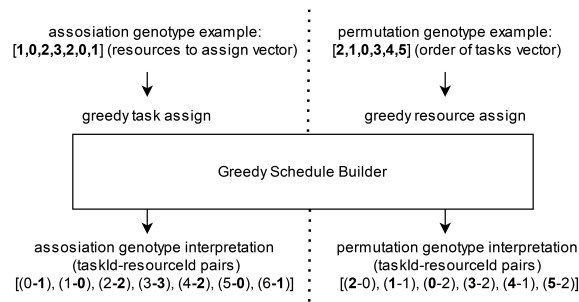 assosiation genotype example:
[1,0,2,3,2,0,1] (resources to assign vector)
permutation genotype example:
[2,1,0,3,4,5] (order of tasks vector)
greedy task assign
greedy resource assign
Greedy Schedule Builder
assosiation genotype interpretation
(taskId-resourceId pairs)
[(0-1), (1-0), (2-2), (3-3), (4-2), (5-0), (6-1)]
permutation genotype interpretation
(taskId-resourceId pairs)
[(2-0), (1-1), (0-2), (3-2), (4-1), (5-2)]